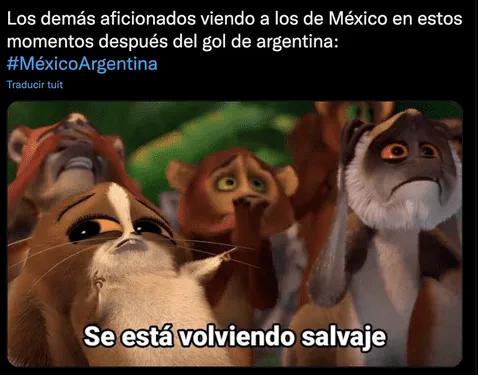 Los demás aficionados viendo a los de México en estos
momentos después del gol de argentina:
#MéxicoArgentina
Traducir tuit
Se está volviendo salvaje